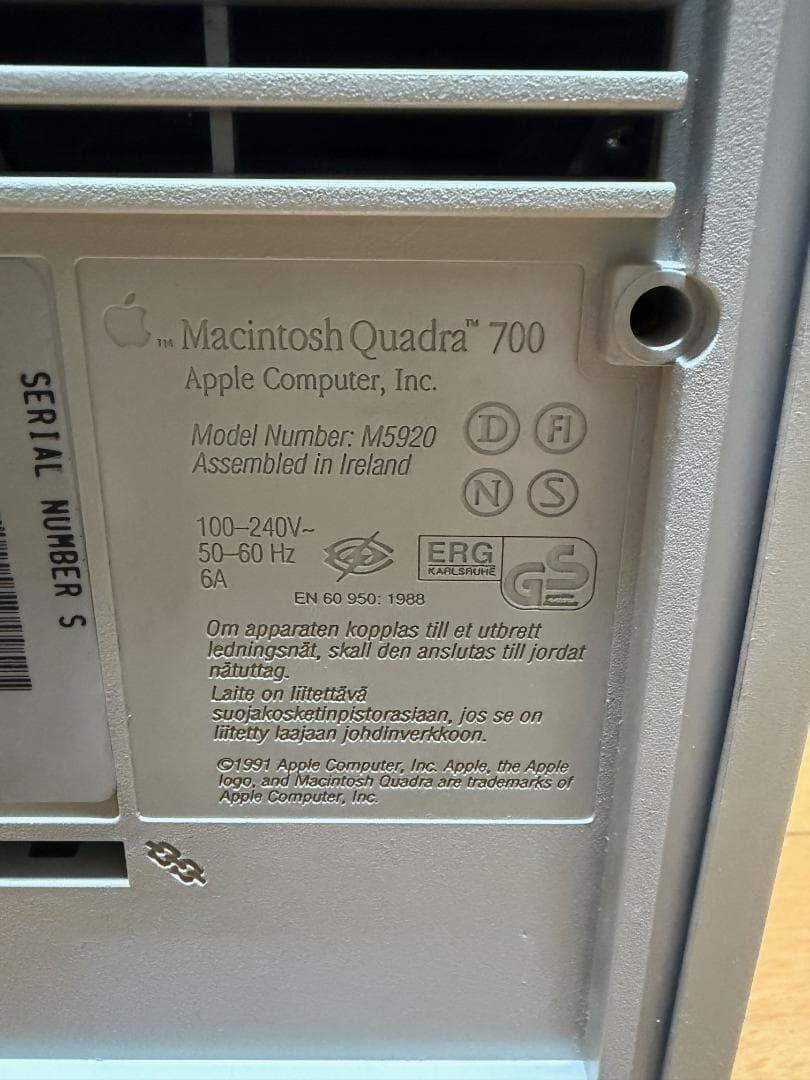 ™ Macintosh Quadra™ 700
Apple Computer, Inc.
Model Number: M5920
Assembled in Ireland
D FI
N S
100–240V~
50–60 Hz
6A
ERG
KARLSRUHE
GS
EN 60 950: 1988
Om apparaten kopplas till et utbrett
ledningsnät, skall den anslutas till jordat
nätuttag.
Laite on liitettävä
suojakosketinpistorasiaan, jos se on
liitetty laajaan johdinverkkoon.
©1991 Apple Computer, Inc. Apple, the Apple
logo, and Macintosh Quadra are trademarks of
Apple Computer, Inc.
SERIAL NUMBER S